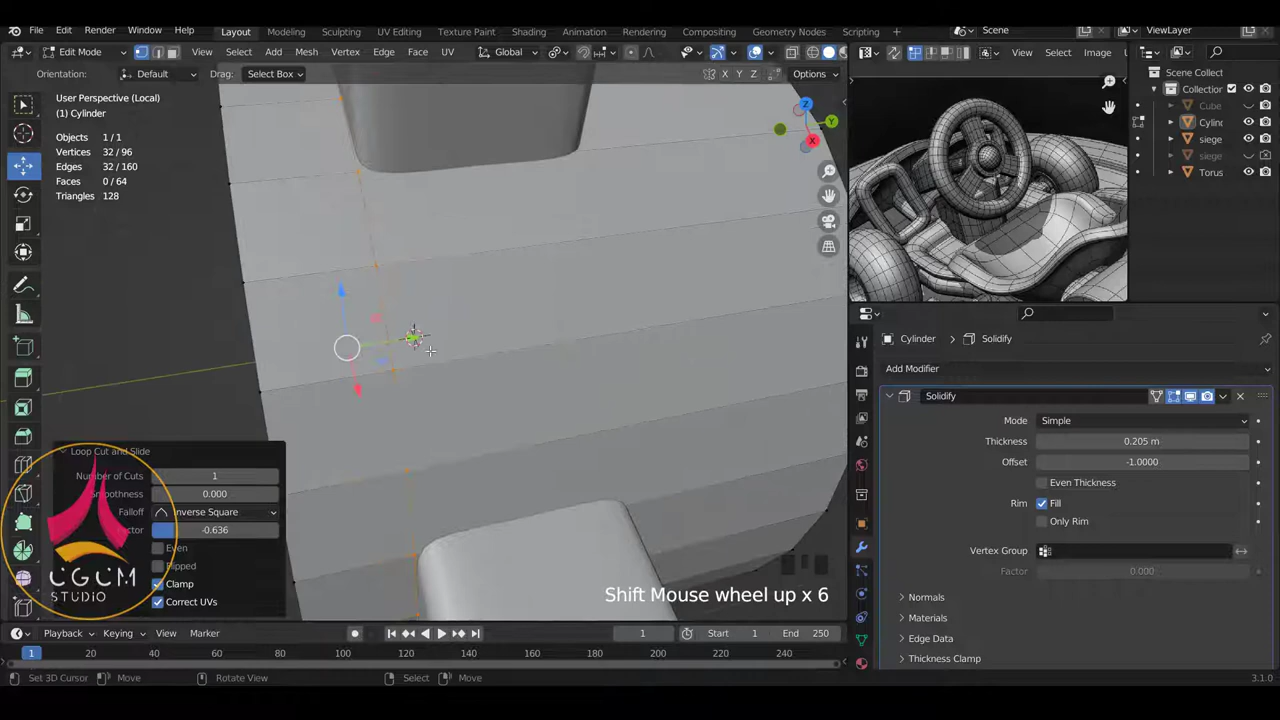 File Edit Render Window Help Layout Modeling Sculpting UV Editing Texture Paint Shading Animation Rendering Compositing Geometry Nodes Scripting Scene ViewLayer
Edit Mode View Select Add Mesh Vertex Edge Face UV Global View Select Image
Orientation: Default Drag: Select Box X Y Z Options
User Perspective (Local)
(1) Cylinder
Objects 1/1
Vertices 32/96
Edges 32/160
Faces 0/64
Triangles 128
Z
Y
X
Scene Collect
Collection
Cube
Cylinc
siege
siege
Torus
Cylinder Solidify
Add Modifier
Solidify
Mode Simple
Thickness 0.205 m
Offset -1.0000
Even Thickness
Rim Fill
Only Rim
Vertex Group
Factor 0.000
Normals
Materials
Edge Data
Thickness Clamp
Loop Cut and Slide
Number of Cuts 1
Smoothness 0.000
Falloff Inverse Square
Factor -0.636
Even
Flipped
Clamp
Correct UVs
CGCM
STUDIO
Shift Mouse wheel up x 6
Playback Keying View Marker 1 Start 1 End 250
1 20 40 60 80 100 120 140 160 180 200 220 240
Set 3D Cursor Move Rotate View Select Move 3.1.0